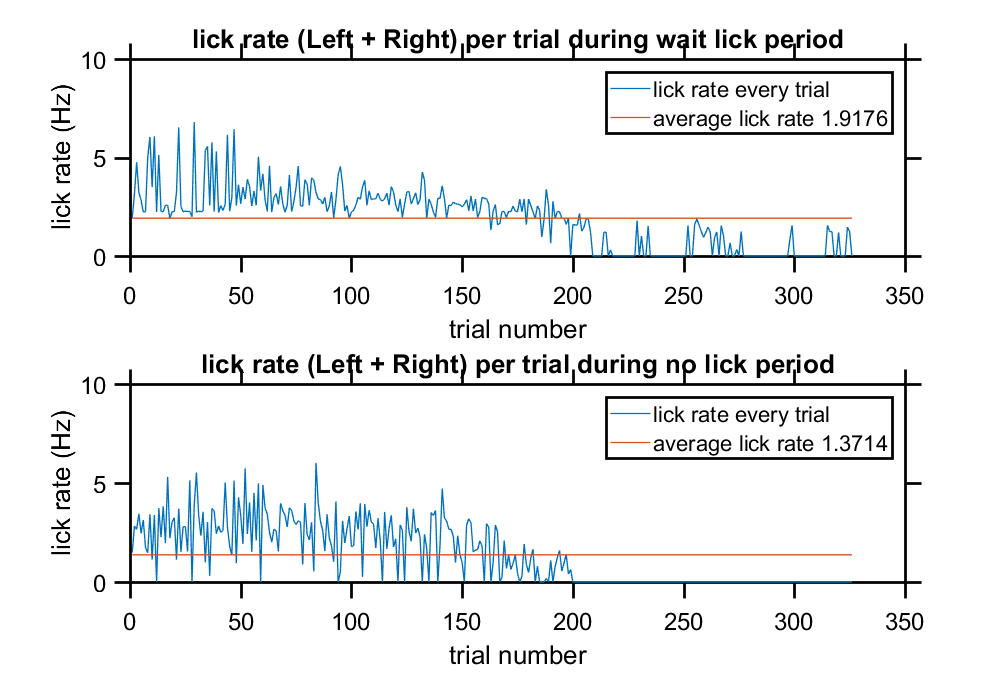 lick rate (Left + Right) per trial during wait lick period
10
5
0
lick rate (Hz)
lick rate every trial
average lick rate 1.9176
0 50 100 150 200 250 300 350
trial number
lick rate (Left + Right) per trial during no lick period
10
5
0
lick rate (Hz)
lick rate every trial
average lick rate 1.3714
0 50 100 150 200 250 300 350
trial number